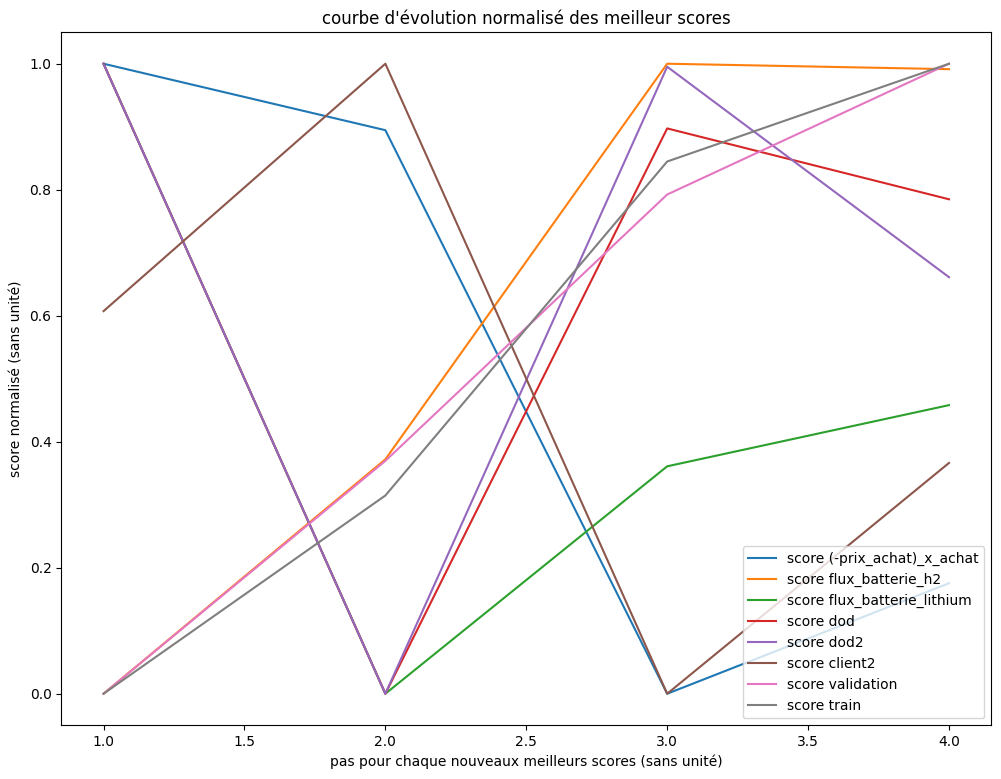 courbe d'évolution normalisé des meilleur scores
score normalisé (sans unité)
1.0
0.8
0.6
0.4
0.2
0.0
score (-prix_achat)_x_achat
score flux_batterie_h2
score flux_batterie_lithium
score dod
score dod2
score client2
score validation
score train
1.0
1.5
2.0
2.5
3.0
3.5
4.0
pas pour chaque nouveaux meilleurs scores (sans unité)